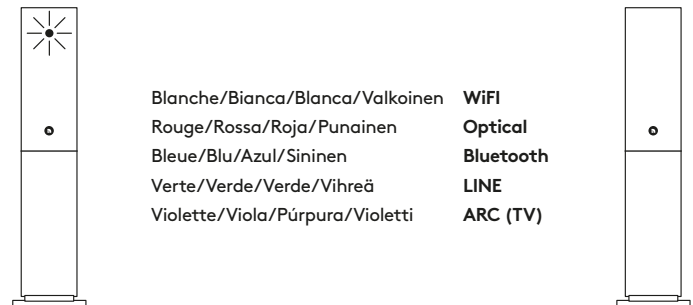 Blanche/Bianca/Blanca/Valkoinen WiFI
Rouge/Rossa/Roja/Punainen Optical
Bleue/Blu/Azul/Sininen Bluetooth
Verte/Verde/Verde/Vihreä LINE
Violette/Viola/Púrpura/Violetti ARC (TV)